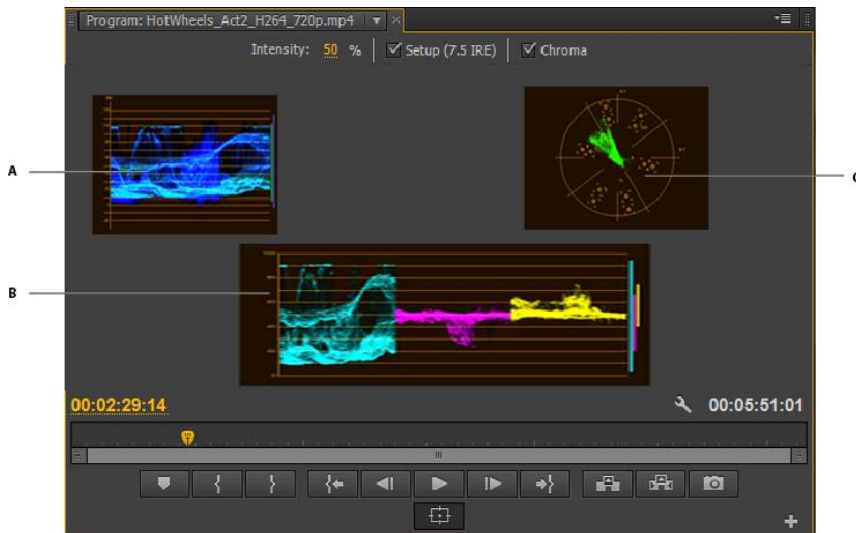 Program: HotWheels_Act2_H264_720p.mp4
Intensity: 50 % Setup (7.5 IRE) Chroma
A
C
B
00:02:29:14 00:05:51:01